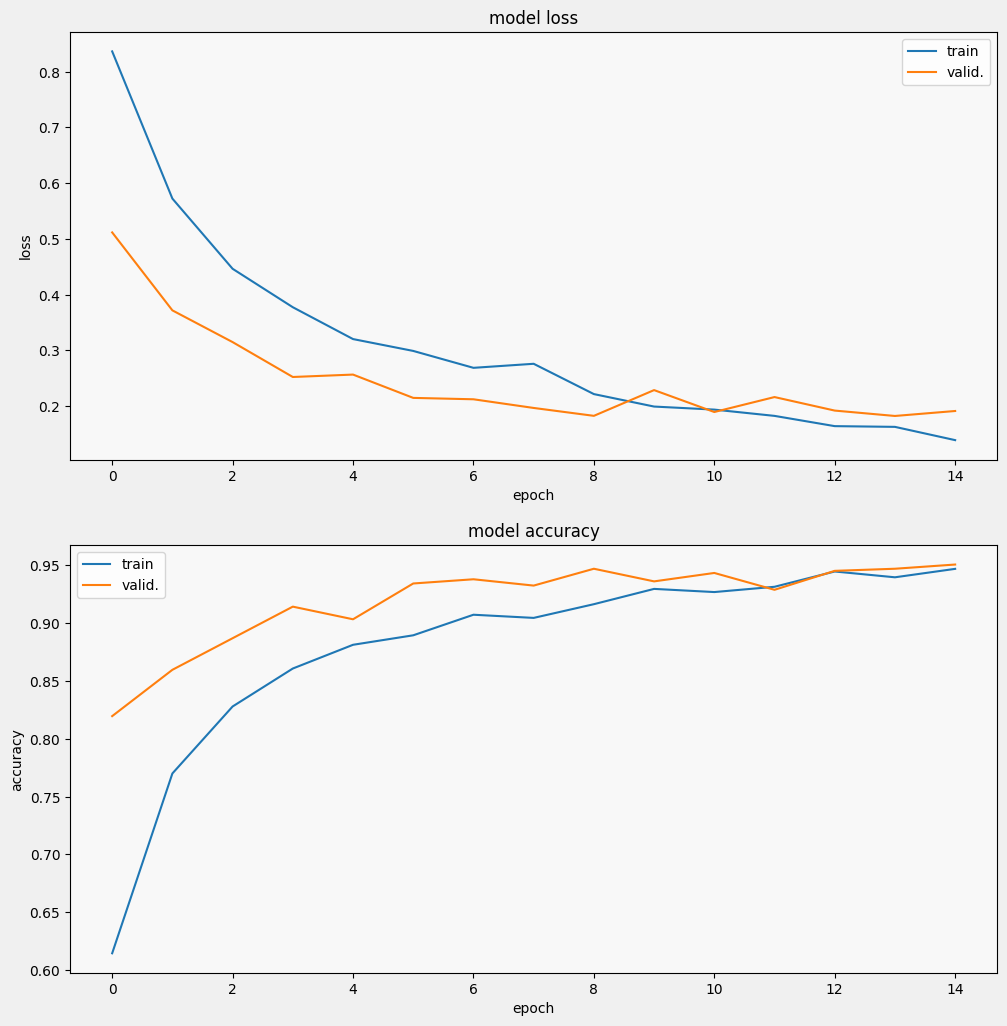 model loss
train
valid.
0.8
0.7
0.6
0.5
0.4
0.3
0.2
loss
0 2 4 6 8 10 12 14
epoch
model accuracy
train
valid.
0.95
0.90
0.85
0.80
0.75
0.70
0.65
0.60
accuracy
0 2 4 6 8 10 12 14
epoch